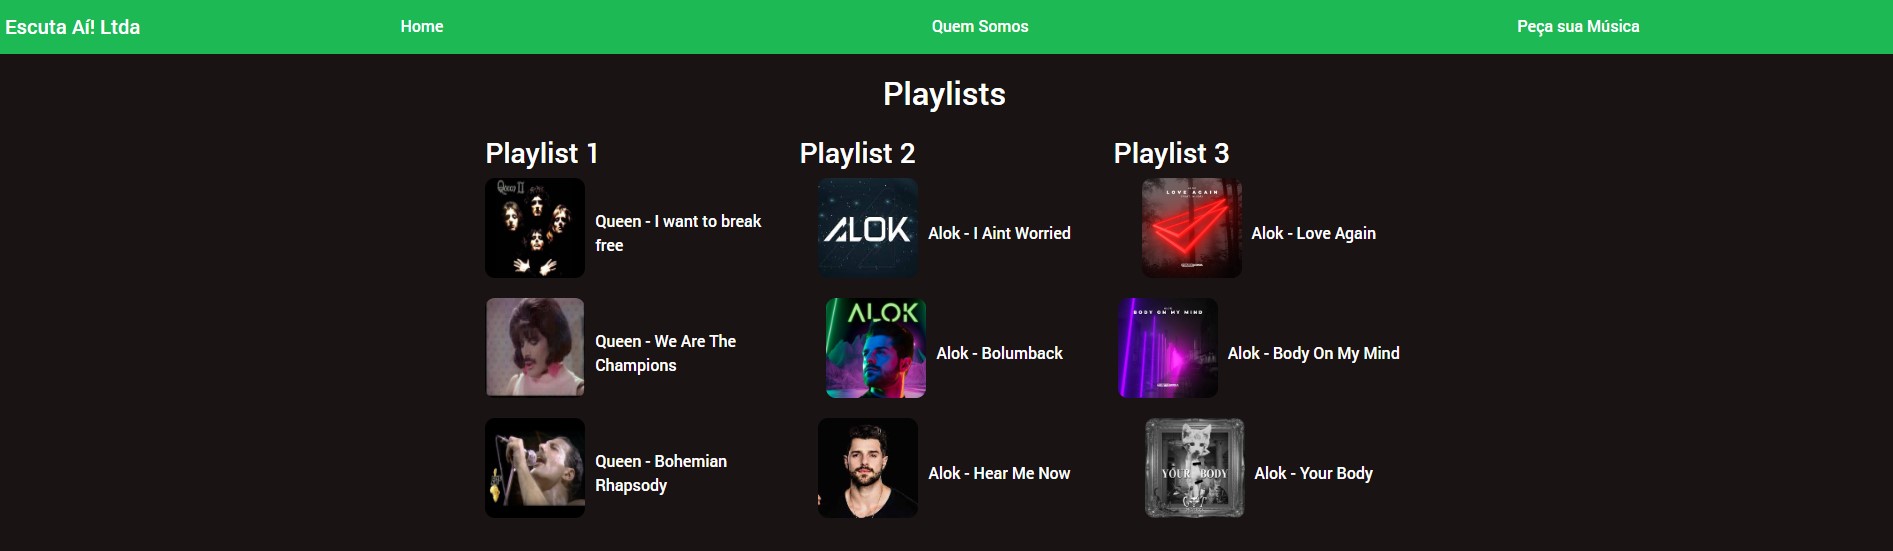 Escuta Aí! Ltda
Home
Quem Somos
Peça sua Música
Playlists
Playlist 1
Queen II
Queen - I want to break
free
Queen - We Are The
Champions
Queen - Bohemian
Rhapsody
Playlist 2
ALOK
Alok - I Aint Worried
ALOK
Alok - Bolumback
Alok - Hear Me Now
Playlist 3
LOVE AGAIN
Alok - Love Again
BODY ON MY MIND
Alok - Body On My Mind
YOUR BODY
Alok - Your Body